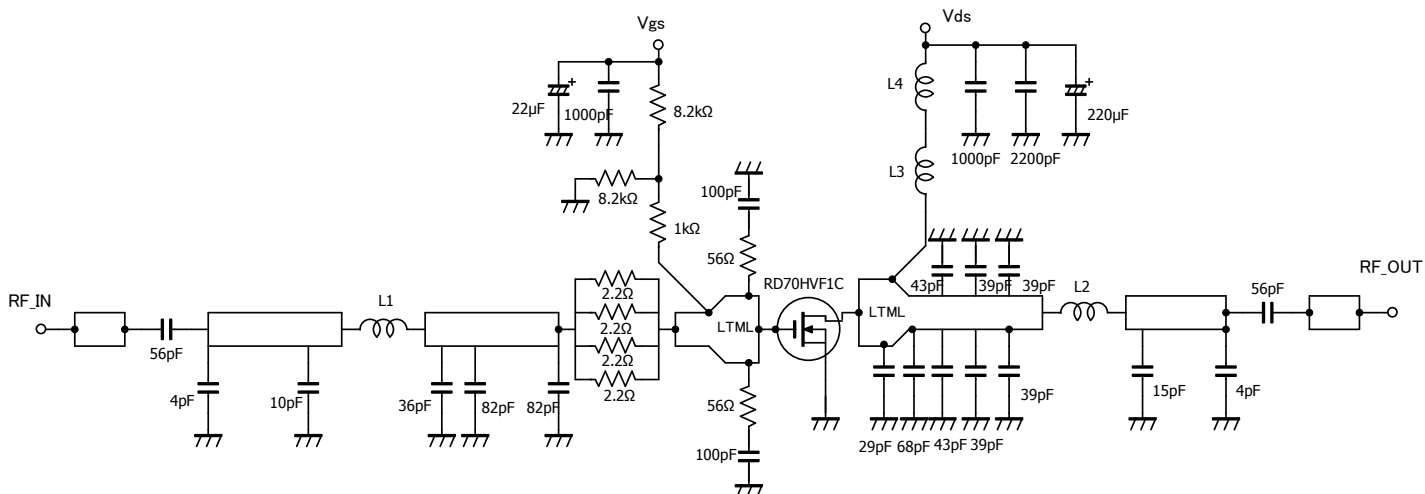 Vgs
Vds
22µF
+
1000pF
8.2kΩ
8.2kΩ
1kΩ
L4
L3
1000pF
2200pF
+
220µF
100pF
56Ω
RD70HVF1C
43pF
39pF
39pF
RF_IN
56pF
L1
2.2Ω
2.2Ω
2.2Ω
2.2Ω
LTML
LTML
L2
56pF
RF_OUT
4pF
10pF
36pF
82pF
82pF
56Ω
100pF
29pF
68pF
43pF
39pF
39pF
15pF
4pF